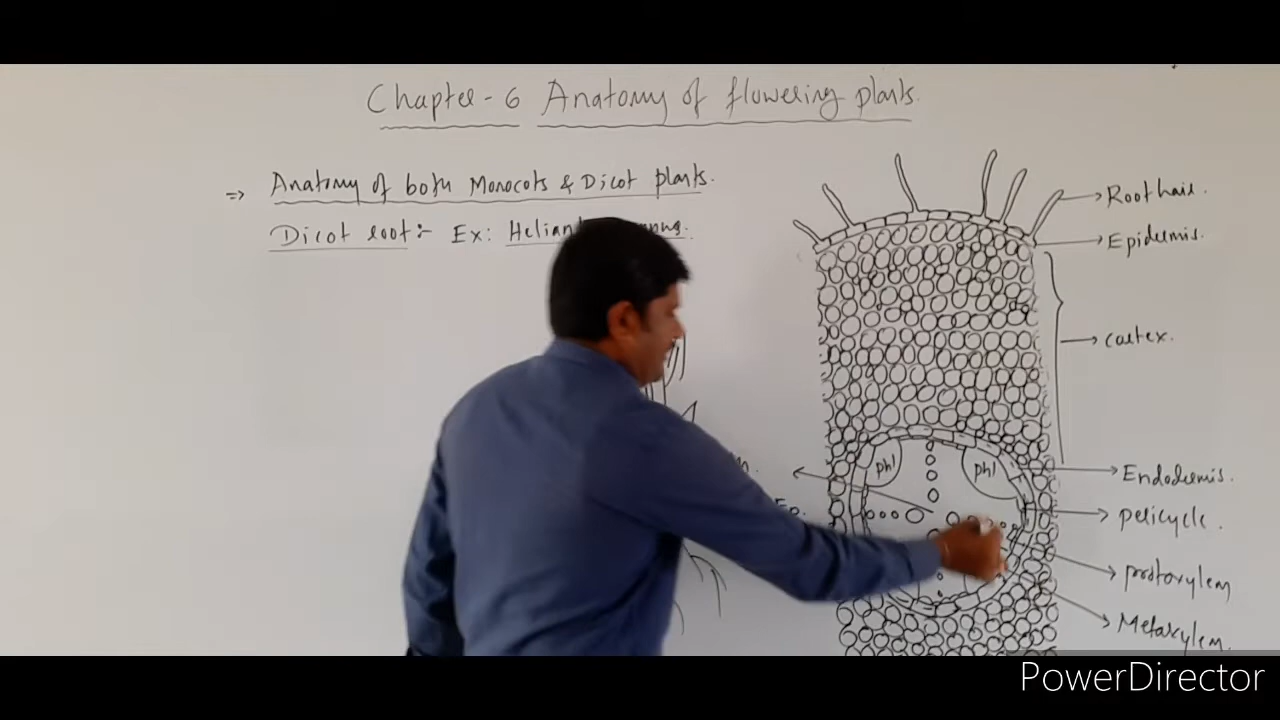 Chapter - 6 Anatomy of flowering plants.
⇒ Anatomy of both Monocots & Dicot plants.
Dicot root :- Ex:
Root hair.
Epidermis.
cortex.
phl phl
Endodermis.
pericycle.
protoxylem
Metaxylem.
PowerDirector